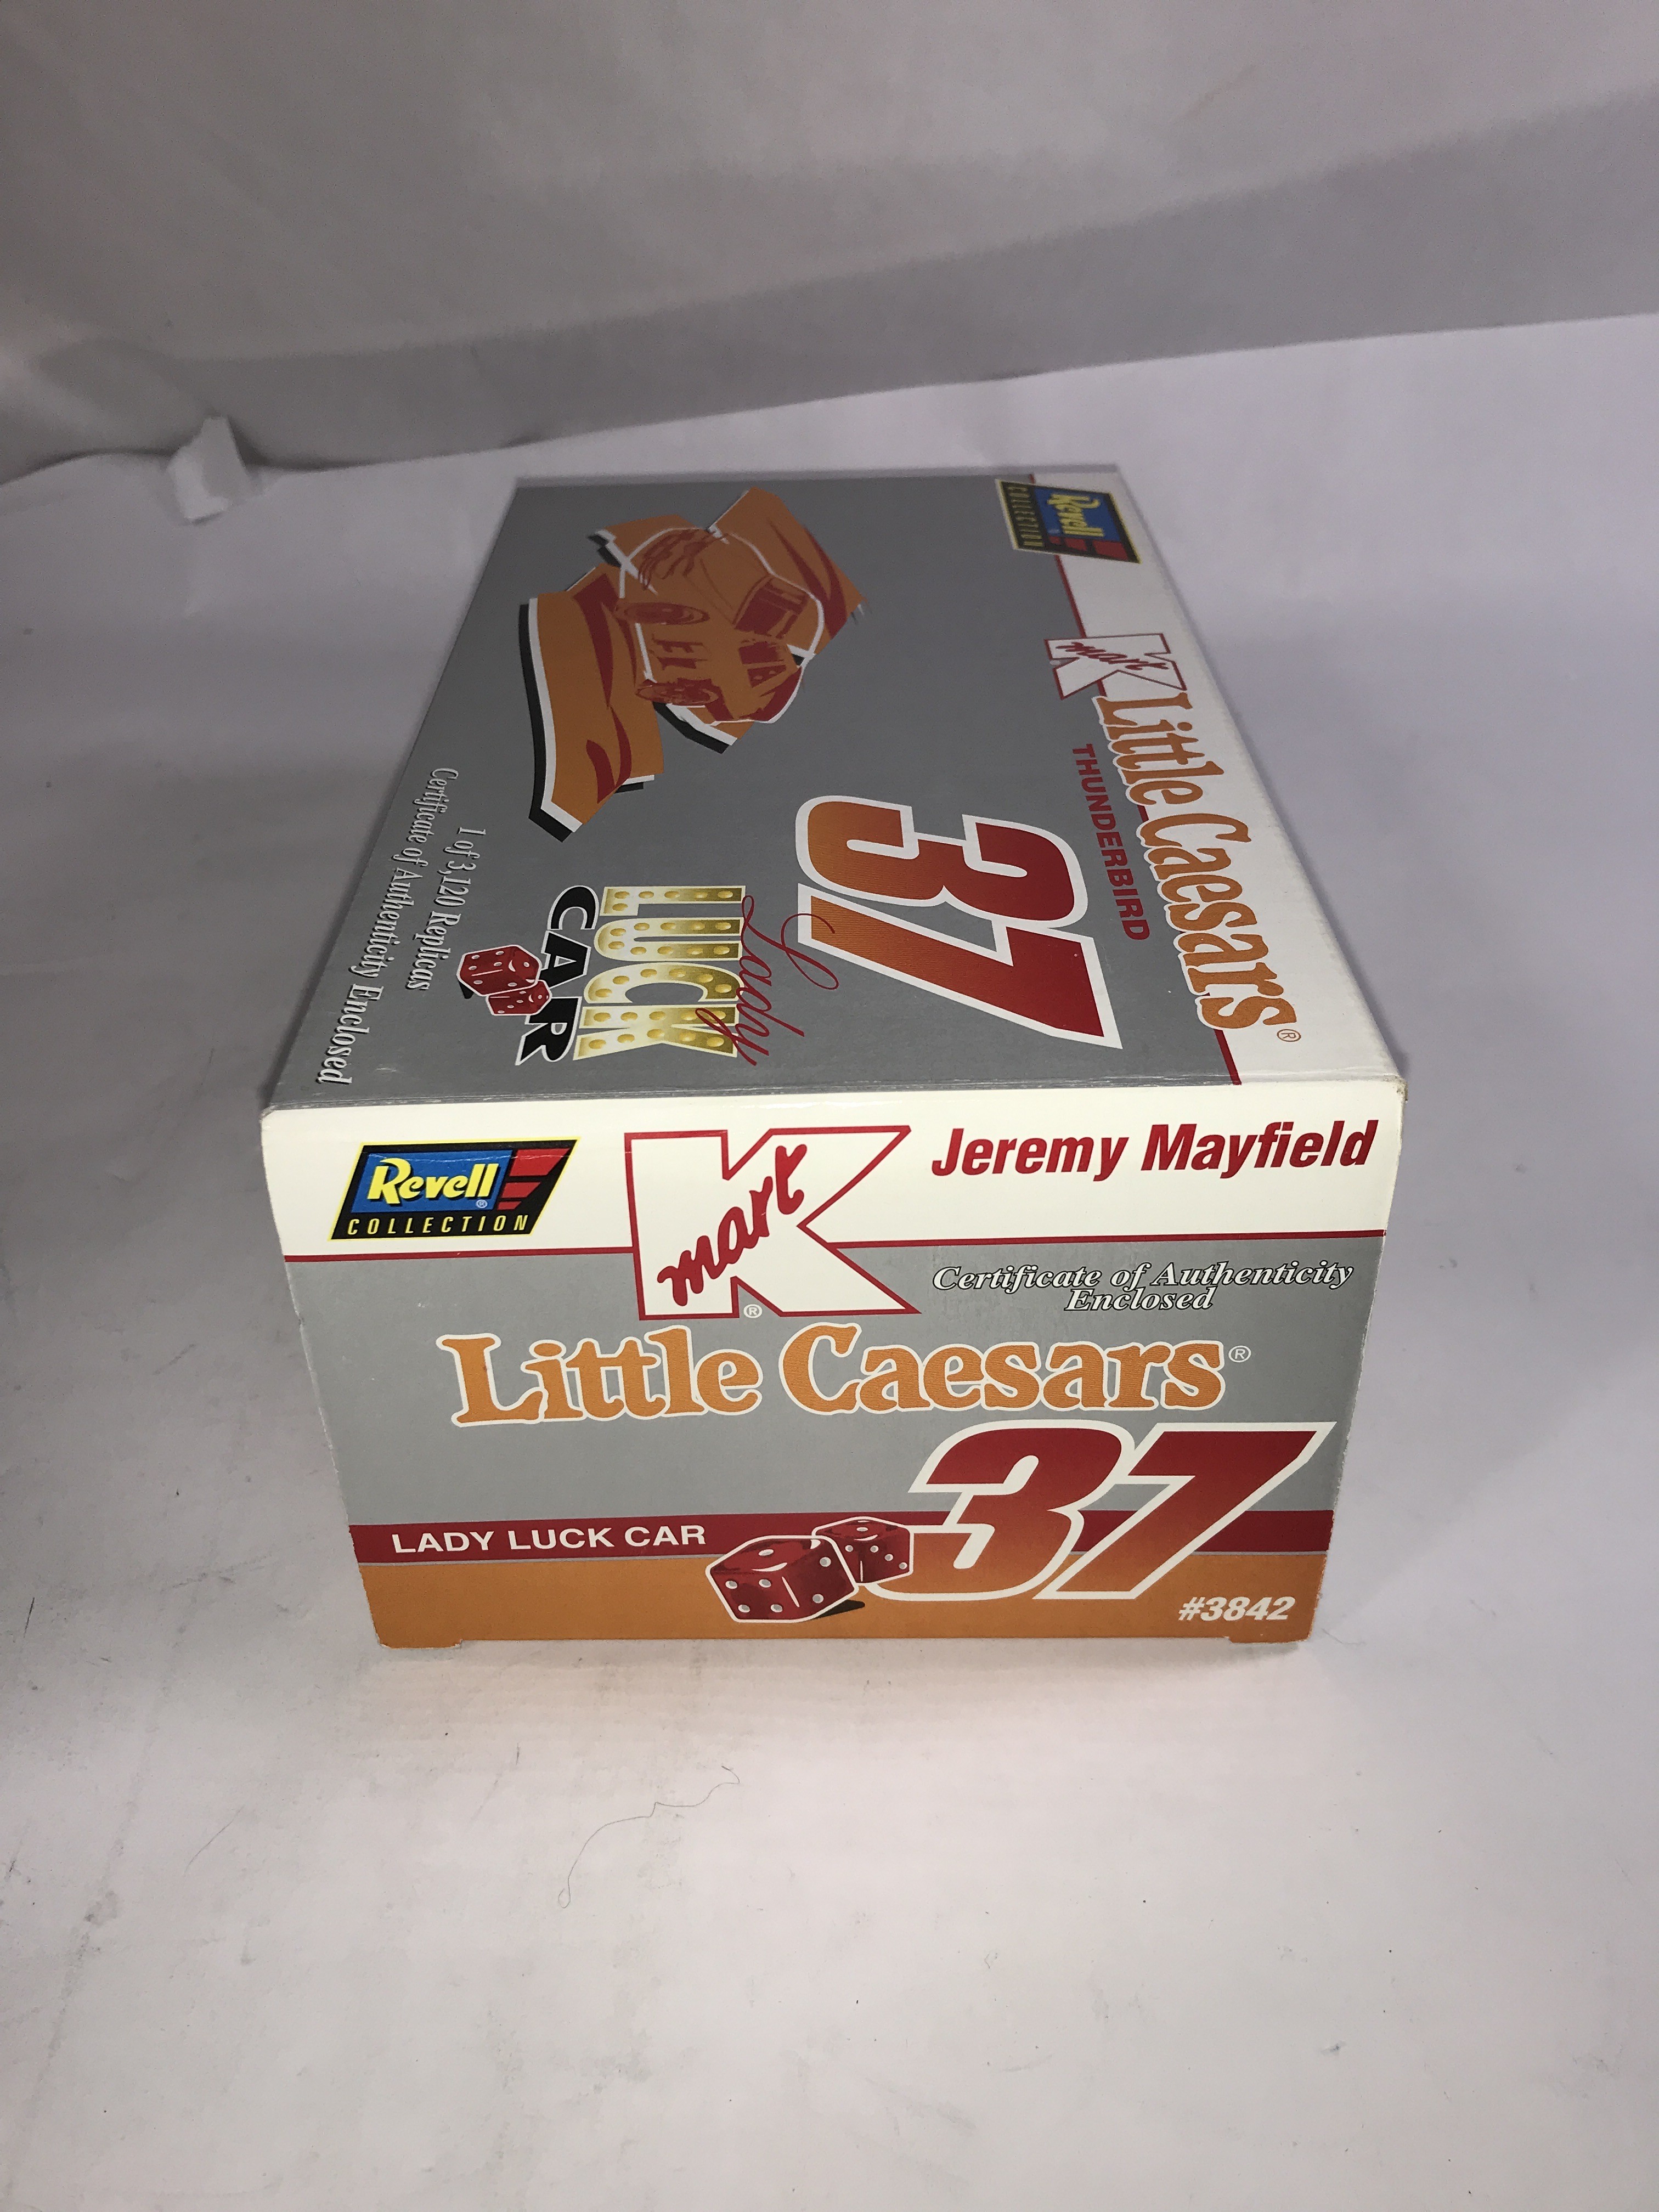 Revell
COLLECTION
K
mart
Little Caesars®
THUNDERBIRD
37
Lady
LUCK
CAR
1 of 3,120 Replicas
Certificate of Authenticity Enclosed
Revell®
COLLECTION
K
mart®
Jeremy Mayfield
Certificate of Authenticity
Enclosed
Little Caesars®
37
LADY LUCK CAR
#3842